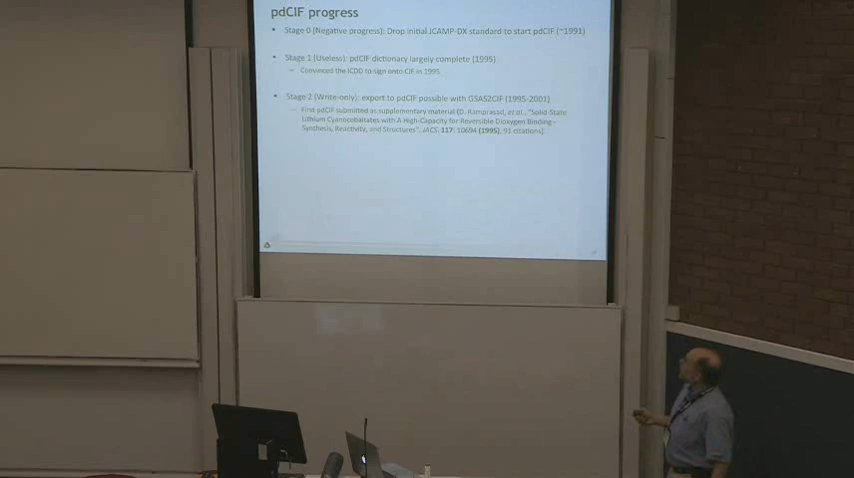 pdCIF progress
Stage 0 (Negative progress): Drop initial JCAMP-DX standard to start pdCIF (~1991)
Stage 1 (Useless): pdCIF dictionary largely complete (1995)
– Convinced the ICDD to sign onto CIF in 1995
Stage 2 (Write-only): export to pdCIF possible with GSAS2CIF (1995-2001)
– First pdCIF submitted as supplementary material (D. Ramprasad, et al., "Solid-State
Lithium Cyanocobaltates with A High-Capacity for Reversible Dioxygen Binding -
Synthesis, Reactivity, and Structures", JACS, 117: 10694 (1995), 91 citations)